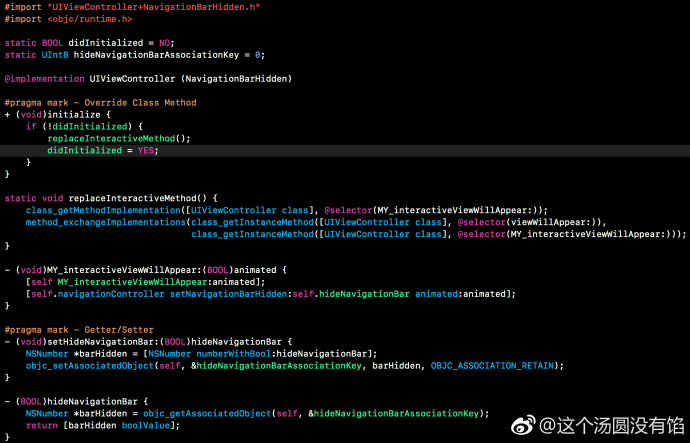 #import "UIViewController+NavigationBarHidden.h"
#import <objc/runtime.h>
static BOOL didInitialized = NO;
static UInt8 hideNavigationBarAssociationKey = 0;
@implementation UIViewController (NavigationBarHidden)
#pragma mark - Override Class Method
+ (void)initialize {
    if (!didInitialized) {
        replaceInteractiveMethod();
        didInitialized = YES;
    }
}
static void replaceInteractiveMethod() {
    class_getMethodImplementation([UIViewController class], @selector(MY_interactiveViewWillAppear:));
    method_exchangeImplementations(class_getInstanceMethod([UIViewController class], @selector(viewWillAppear:)),
                                   class_getInstanceMethod([UIViewController class], @selector(MY_interactiveViewWillAppear:)));
}
- (void)MY_interactiveViewWillAppear:(BOOL)animated {
    [self MY_interactiveViewWillAppear:animated];
    [self.navigationController setNavigationBarHidden:self.hideNavigationBar animated:animated];
}
#pragma mark - Getter/Setter
- (void)setHideNavigationBar:(BOOL)hideNavigationBar {
    NSNumber *barHidden = [NSNumber numberWithBool:hideNavigationBar];
    objc_setAssociatedObject(self, &hideNavigationBarAssociationKey, barHidden, OBJC_ASSOCIATION_RETAIN);
}
- (BOOL)hideNavigationBar {
    NSNumber *barHidden = objc_getAssociatedObject(self, &hideNavigationBarAssociationKey);
    return [barHidden boolValue];
}
@这个汤圆没有馅